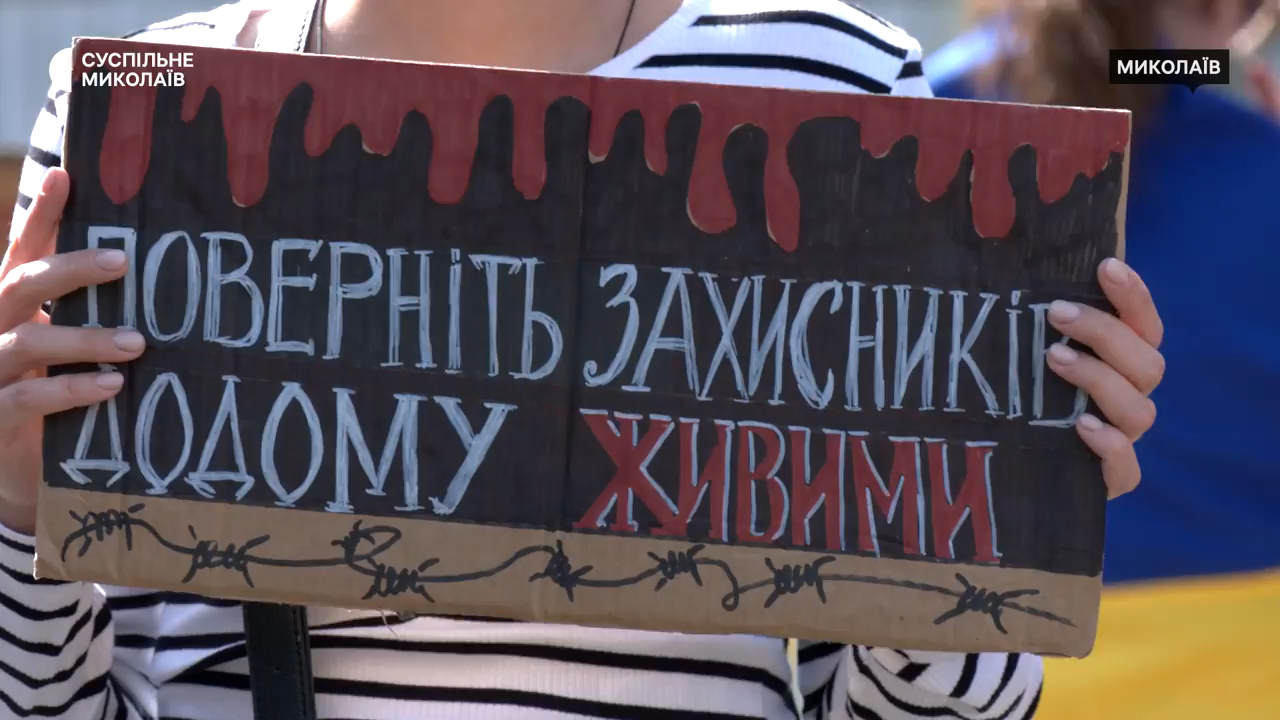 СУСПІЛЬНЕ
МИКОЛАЇВ
МИКОЛАЇВ
ПОВЕРНІТЬ ЗАХИСНИКІВ
ДОДОМУ ЖИВИМИ